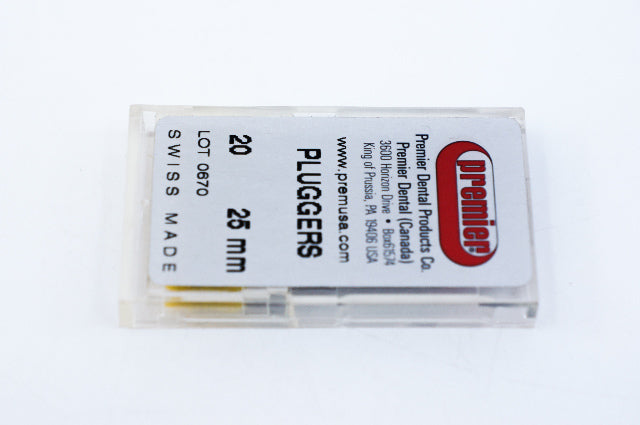 premier
Premier Dental Products Co.
Premier Dental (Canada)
3600 Horizon Drive • Box61574
King of Prussia, PA 19406 USA
www.premusa.com
PLUGGERS
20 25 mm
LOT 0670
SWISS MADE